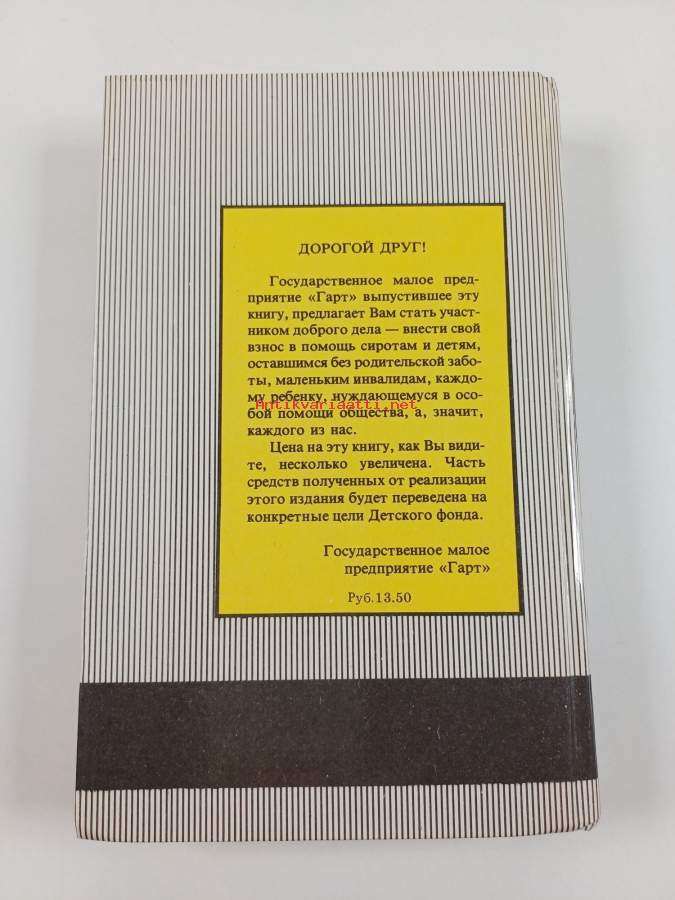 ДОРОГОЙ ДРУГ!
Государственное малое пред-
приятие «Гарт» выпустившее эту
книгу, предлагает Вам стать участ-
ником доброго дела — внести свой
взнос в помощь сиротам и детям,
оставшимся без родительской забо-
ты, маленьким инвалидам, каждо-
му ребенку, нуждающемуся в осо-
Antikvariaatti.net
бой помощи общества, а, значит,
каждого из нас.
Цена на эту книгу, как Вы види-
те, несколько увеличена. Часть
средств полученных от реализации
этого издания будет переведена на
конкретные цели Детского фонда.
Государственное малое
предприятие «Гарт»
Руб.13.50